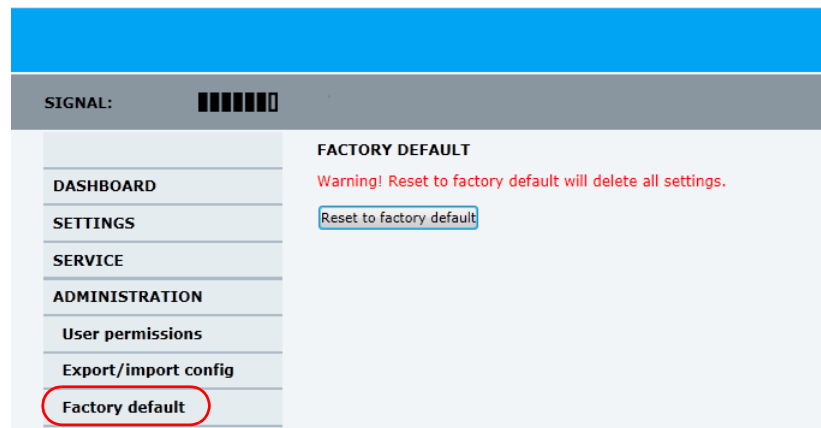 SIGNAL:
FACTORY DEFAULT
Warning! Reset to factory default will delete all settings.
Reset to factory default
DASHBOARD
SETTINGS
SERVICE
ADMINISTRATION
User permissions
Export/import config
Factory default